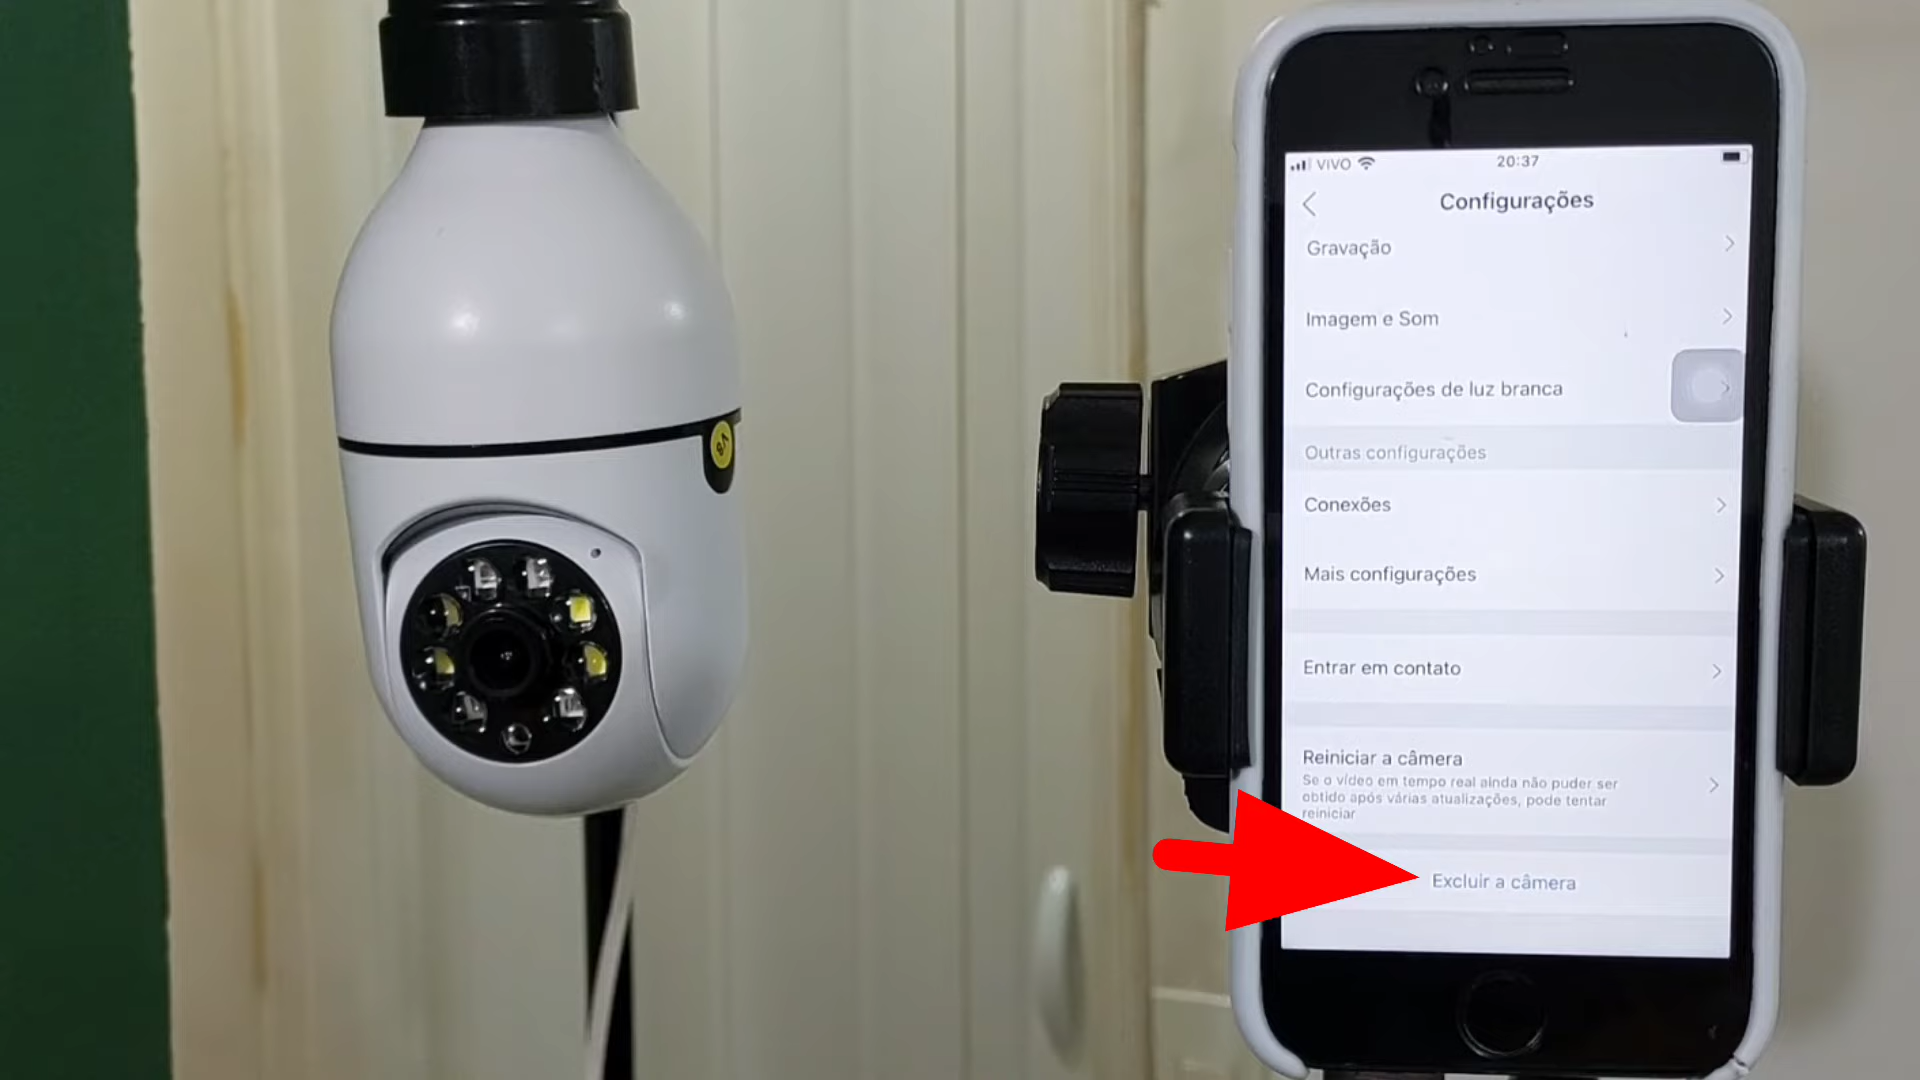 VIVO
20:37
Configurações
Gravação
Imagem e Som
Configurações de luz branca
Outras configurações
Conexões
Mais configurações
Entrar em contato
Reiniciar a câmera
Se o vídeo em tempo real ainda não puder ser
obtido após várias atualizações, pode tentar
reiniciar
Excluir a câmera
V8